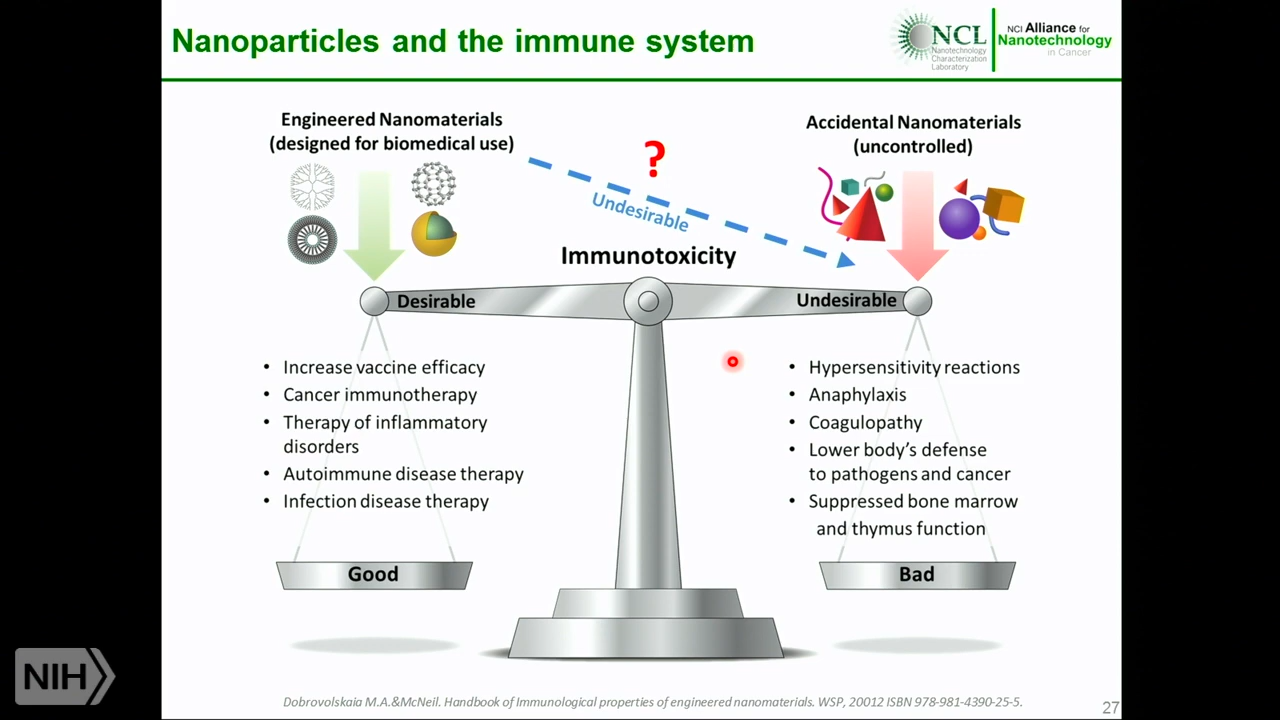 Nanoparticles and the immune system
NCL
Nanotechnology
Characterization
Laboratory
NCI Alliance for
Nanotechnology
in Cancer
Engineered Nanomaterials
(designed for biomedical use)
?
Undesirable
Accidental Nanomaterials
(uncontrolled)
Immunotoxicity
Desirable
Undesirable
• Increase vaccine efficacy
• Cancer immunotherapy
• Therapy of inflammatory
disorders
• Autoimmune disease therapy
• Infection disease therapy
Good
• Hypersensitivity reactions
• Anaphylaxis
• Coagulopathy
• Lower body's defense
to pathogens and cancer
• Suppressed bone marrow
and thymus function
Bad
NIH
Dobrovolskaia M.A.&McNeil. Handbook of Immunological properties of engineered nanomaterials. WSP, 20012 ISBN 978-981-4390-25-5.
27